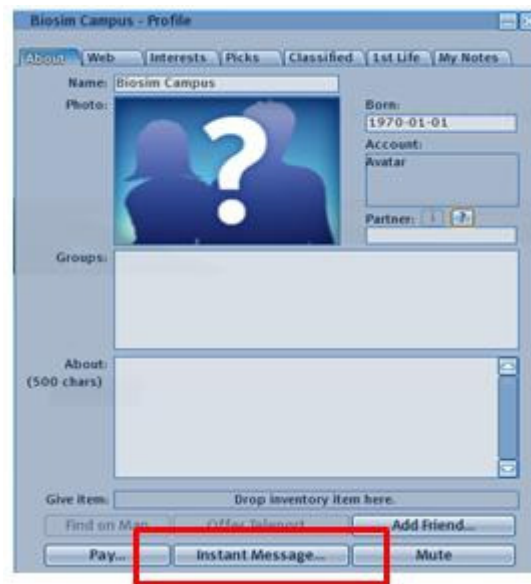 Biosim Campus - Profile
About Web Interests Picks Classified 1st Life My Notes
Name: Biosim Campus
Photo:
?
Born:
1970-01-01
Account:
Avatar
Partner: i ?
Groups:
About:
(500 chars)
Give item: Drop inventory item here.
Find on Map Offer Teleport... Add Friend...
Pay... Instant Message... Mute